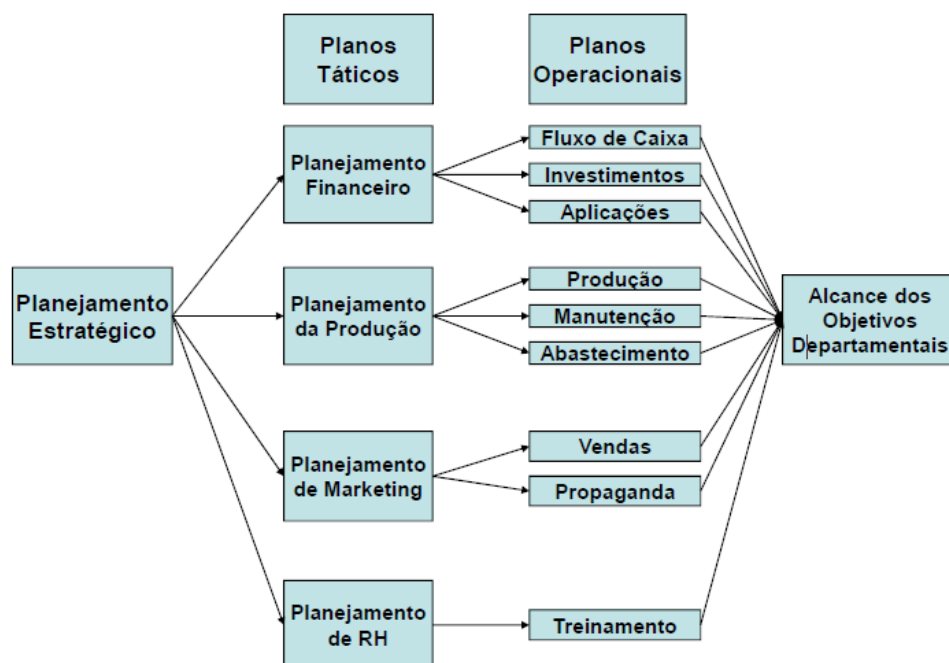 Planos
Táticos
Planos
Operacionais
Planejamento
Estratégico
Planejamento
Financeiro
Fluxo de Caixa
Investimentos
Aplicações
Planejamento
da Produção
Produção
Manutenção
Abastecimento
Planejamento
de Marketing
Vendas
Propaganda
Planejamento
de RH
Treinamento
Alcance dos
Objetivos
Departamentais